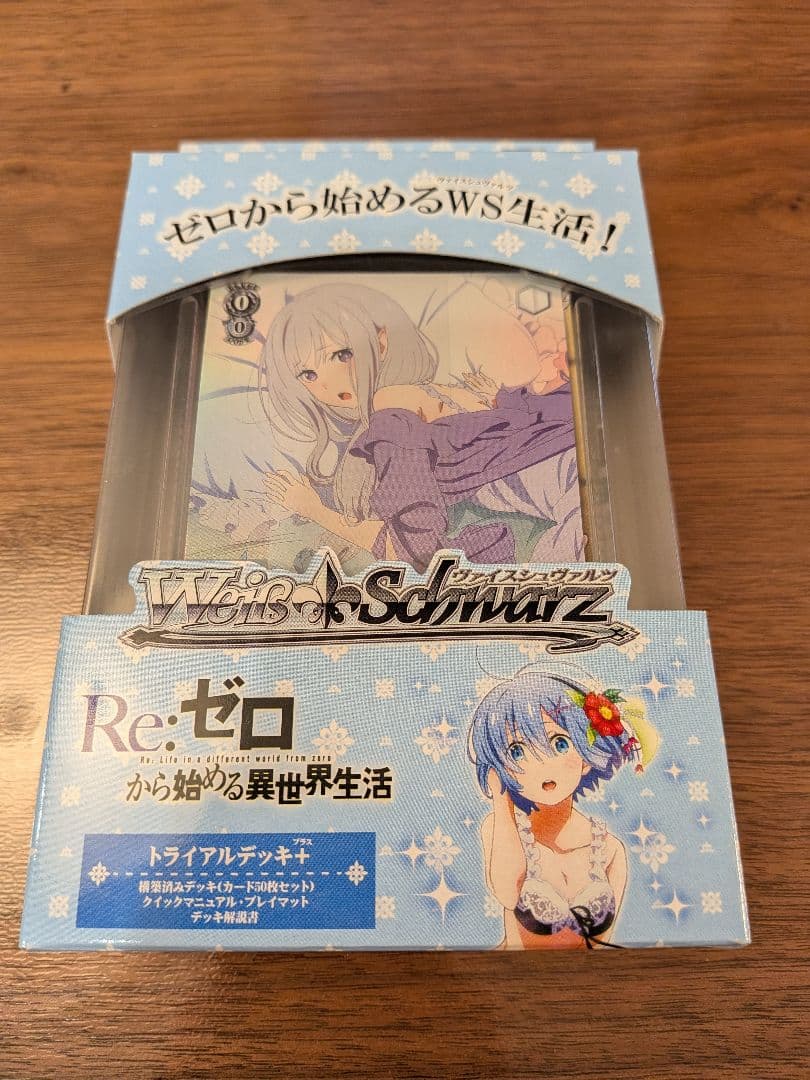 ヴァイスシュヴァルツ
ゼロから始めるWS生活!
0
0
1
ヴァイスシュヴァルツ
Weiß Schwarz
Re:ゼロ
Re: Life in a different world from zero
から始める異世界生活
プラス
トライアルデッキ+
構築済みデッキ(カード50枚セット)
クイックマニュアル・プレイマット
デッキ解説書